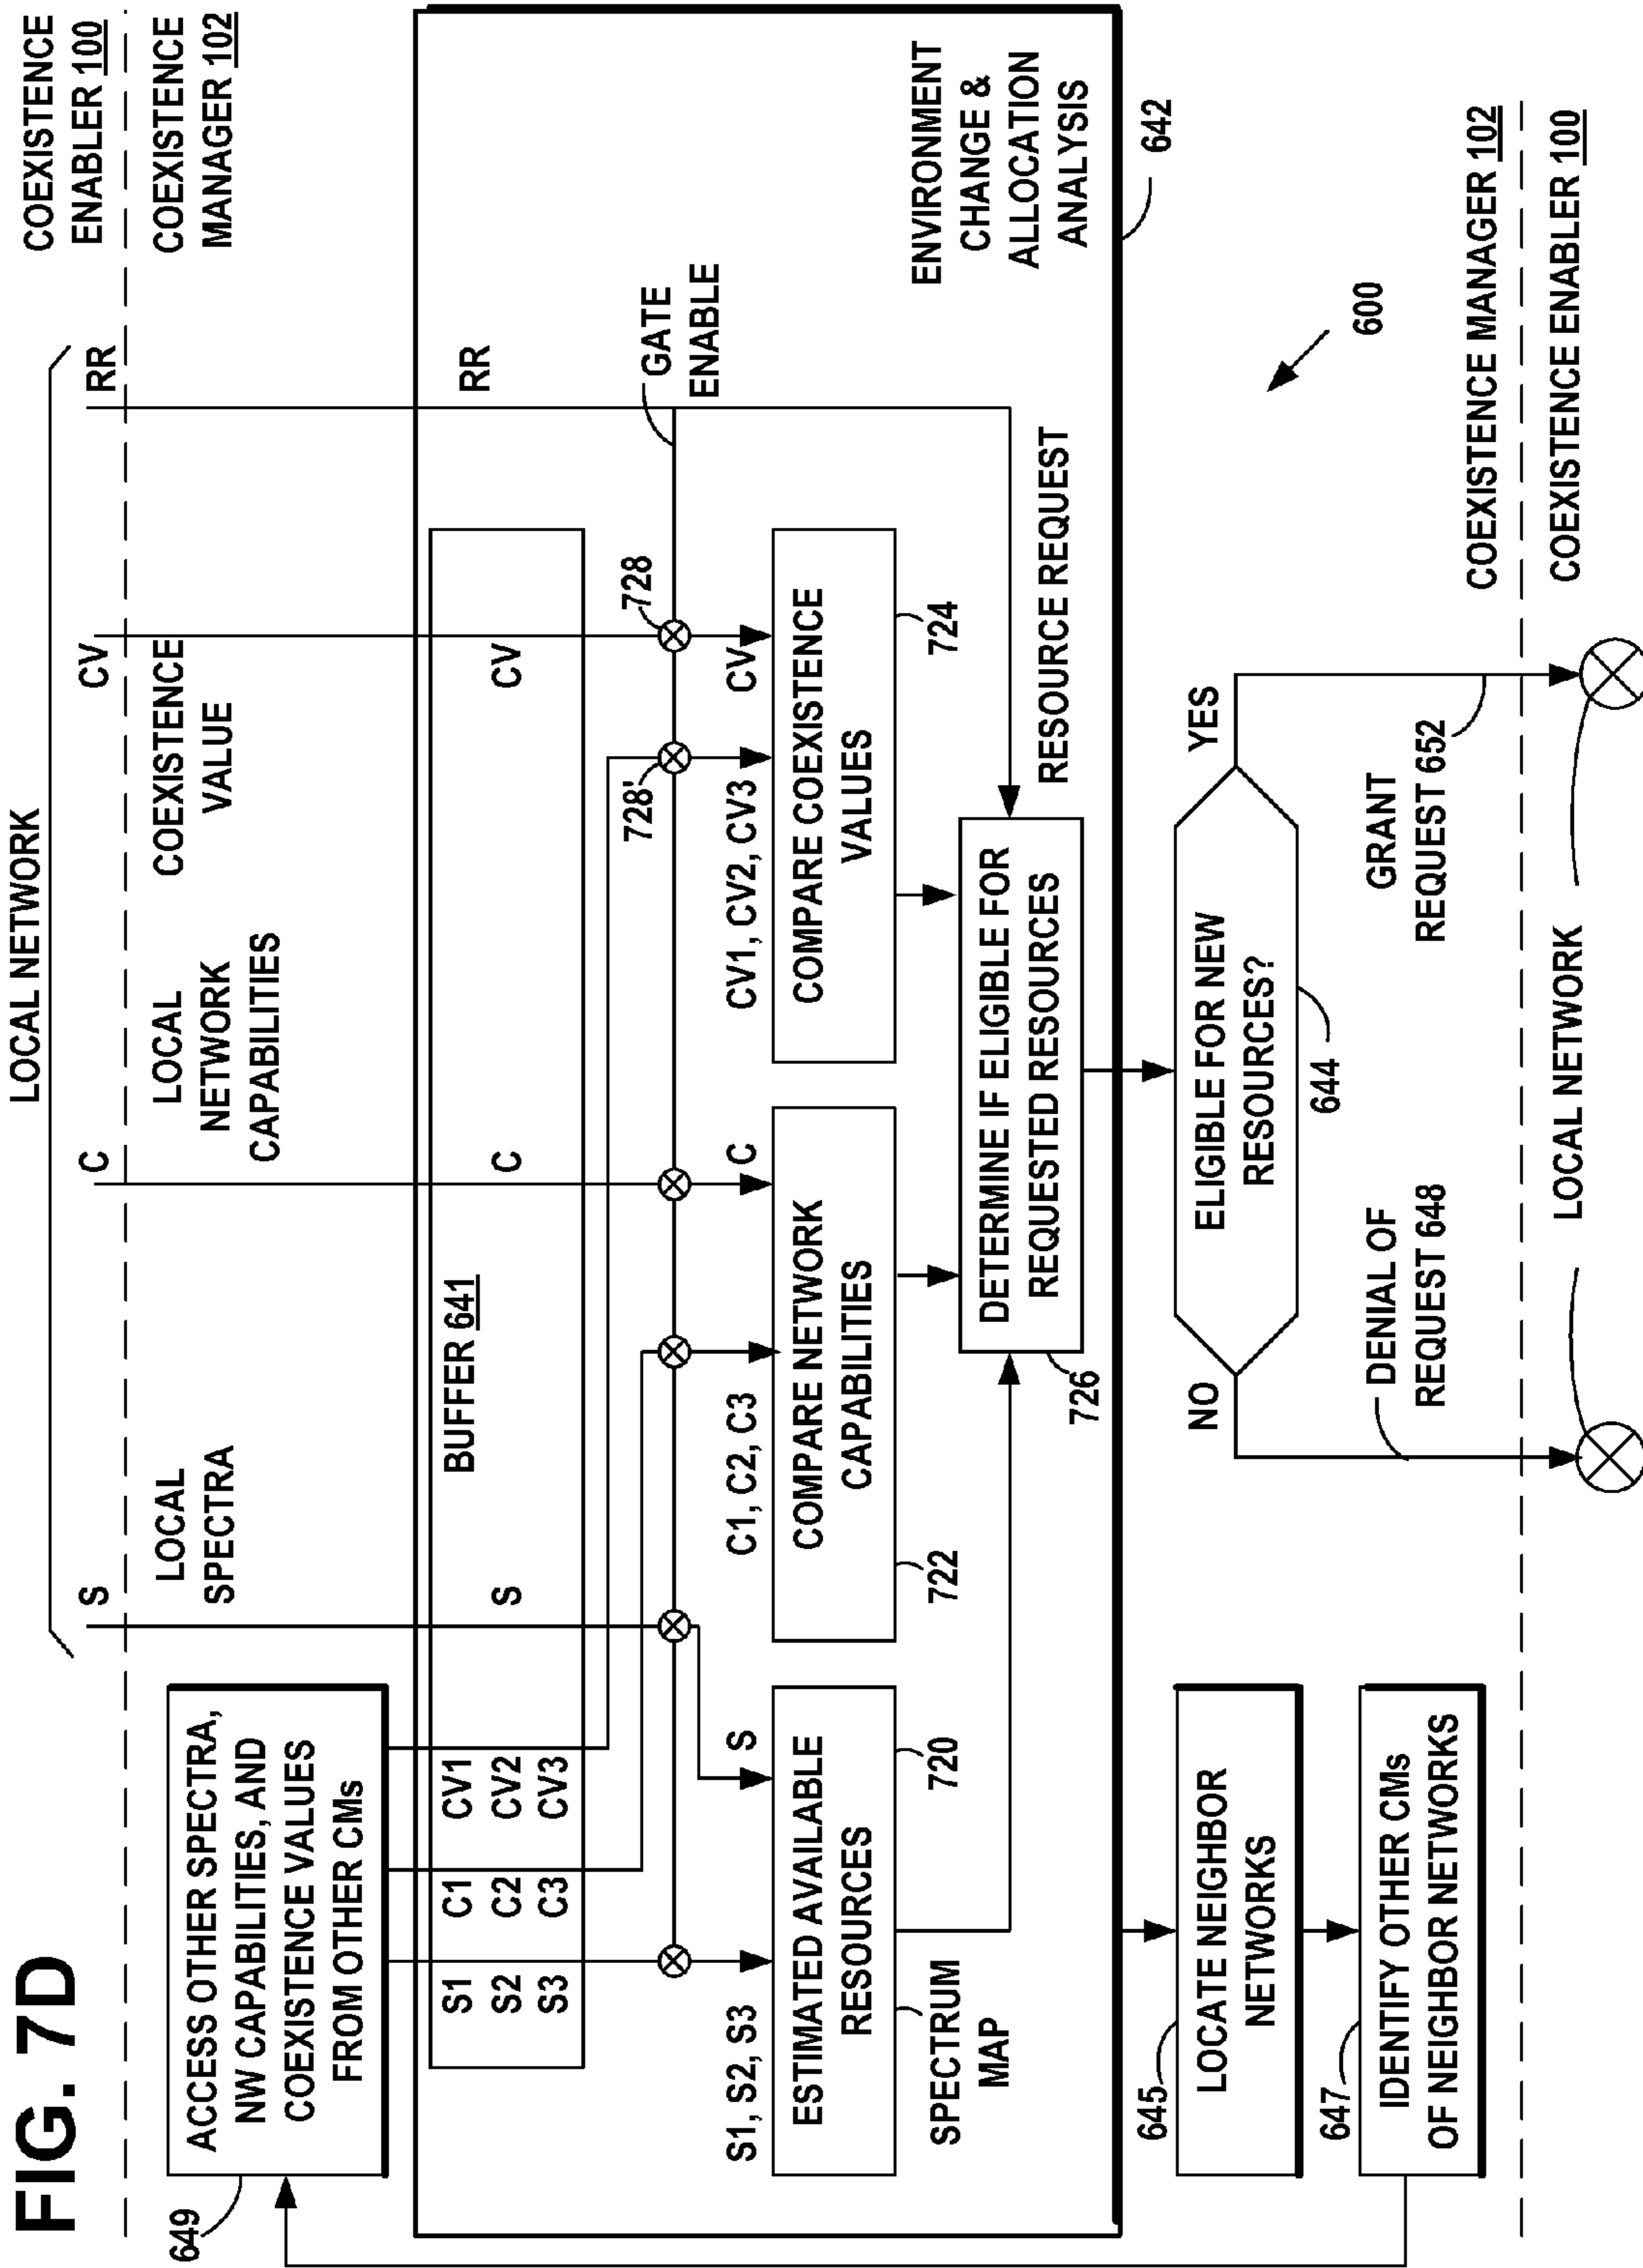 FIG. 7D
LOCAL NETWORK
COEXISTENCE
ENABLER 100
S
C
CV
RR
COEXISTENCE
MANAGER 102
649
ACCESS OTHER SPECTRA,
NW CAPABILITIES, AND
COEXISTENCE VALUES
FROM OTHER CMs
LOCAL
SPECTRA
LOCAL
NETWORK
CAPABILITIES
COEXISTENCE
VALUE
BUFFER 641
S1
S2
S3
C1
C2
C3
CV1
CV2
CV3
S
C
CV
RR
728'
728
GATE
ENABLE
S1, S2, S3
S
C1, C2, C3
C
CV1, CV2, CV3
CV
ESTIMATED AVAILABLE
RESOURCES
COMPARE NETWORK
CAPABILITIES
COMPARE COEXISTENCE
VALUES
ENVIRONMENT
CHANGE &
ALLOCATION
ANALYSIS
SPECTRUM
MAP
720
722
724
642
DETERMINE IF ELIGIBLE FOR
REQUESTED RESOURCES
726
RESOURCE REQUEST
645
LOCATE NEIGHBOR
NETWORKS
NO
ELIGIBLE FOR NEW
RESOURCES?
YES
644
600
647
IDENTIFY OTHER CMs
OF NEIGHBOR NETWORKS
DENIAL OF
REQUEST 648
GRANT
REQUEST 652
COEXISTENCE MANAGER 102
COEXISTENCE ENABLER 100
LOCAL NETWORK